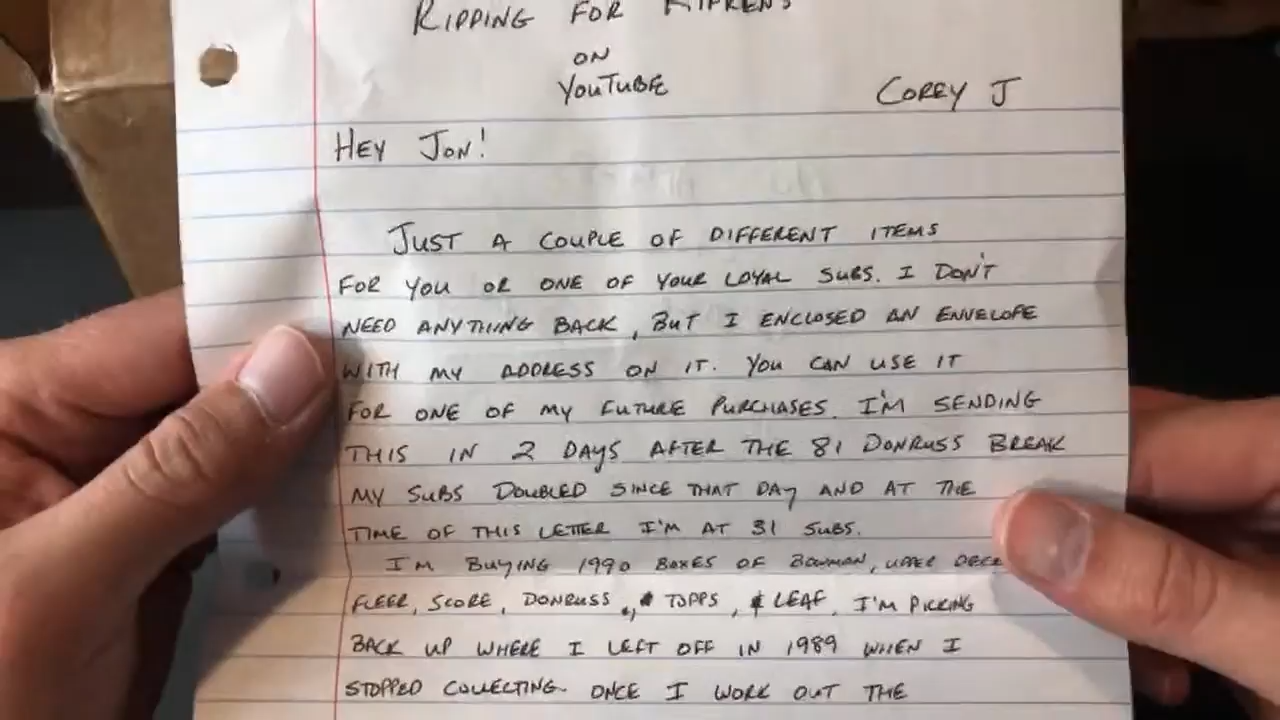 RIPPING FOR
ON
YOUTUBE
COREY J
HEY JON!
JUST A COUPLE OF DIFFERENT ITEMS
FOR YOU OR ONE OF YOUR LOYAL SUBS. I DON'T
NEED ANYTHING BACK, BUT I ENCLOSED AN ENVELOPE
WITH MY ADDRESS ON IT. YOU CAN USE IT
FOR ONE OF MY FUTURE PURCHASES. I'M SENDING
THIS IN 2 DAYS AFTER THE 81 DONRUSS BREAK
MY SUBS DOUBLED SINCE THAT DAY AND AT THE
TIME OF THIS LETTER I'M AT 31 SUBS.
I'M BUYING 1990 BOXES OF BOWMAN, UPPER DECK
FLEER, SCORE, DONRUSS, TOPPS, & LEAF. I'M PICKING
BACK UP WHERE I LEFT OFF IN 1989 WHEN I
STOPPED COLLECTING. ONCE I WORK OUT THE